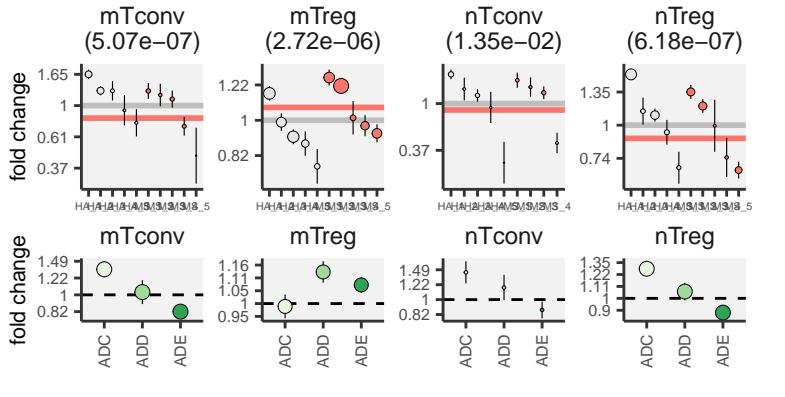 mTconv
(5.07e−07)
mTreg
(2.72e−06)
nTconv
(1.35e−02)
nTreg
(6.18e−07)
fold change
1.65
1
0.61
0.37
1.22
1
0.82
1
0.37
1.35
1
0.74
mTconv
mTreg
nTconv
nTreg
fold change
1.49
1.22
1
0.82
1.16
1.11
1.05
1
0.95
1.49
1.22
1
0.82
1.35
1.22
1.11
1
0.9
ADC
ADD
ADE
ADC
ADD
ADE
ADC
ADD
ADE
ADC
ADD
ADE